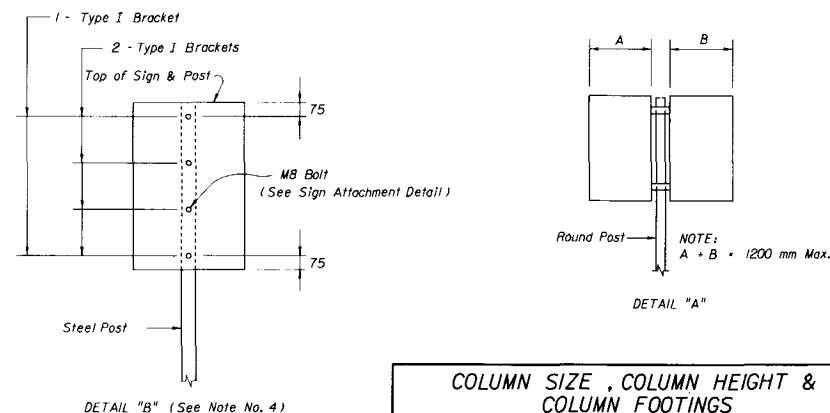 1 - Type I Bracket
2 - Type I Brackets
Top of Sign & Post
75
M8 Bolt
(See Sign Attachment Detail)
75
Steel Post
DETAIL "B" (See Note No. 4)
A
B
Round Post
NOTE:
A + B = 1200 mm Max.
DETAIL "A"
COLUMN SIZE , COLUMN HEIGHT &
COLUMN FOOTINGS